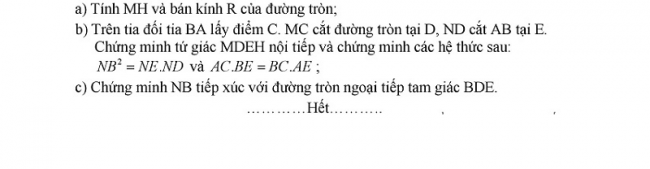 a) Tính MH và bán kính R của đường tròn;
b) Trên tia đối tia BA lấy điểm C. MC cắt đường tròn tại D, ND cắt AB tại E.
Chứng minh tứ giác MDEH nội tiếp và chứng minh các hệ thức sau:
NB² = NE.ND và AC.BE = BC.AE ;
c) Chứng minh NB tiếp xúc với đường tròn ngoại tiếp tam giác BDE.
............Hết...........